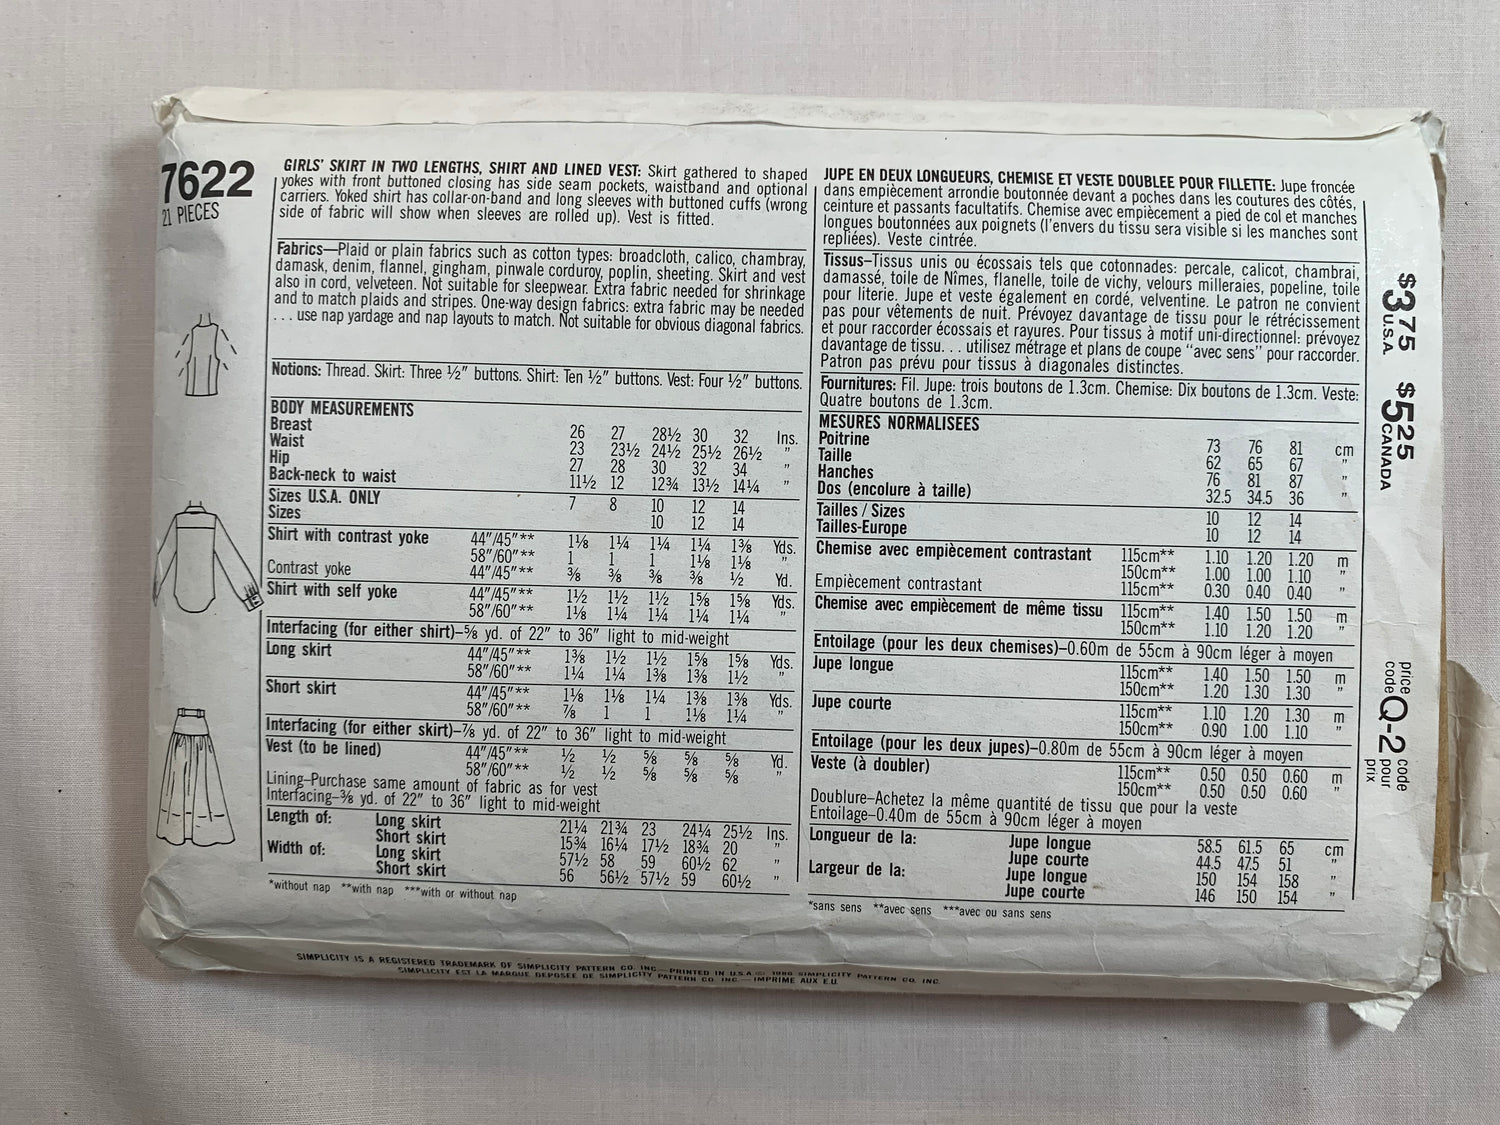 7622
21 PIECES
GIRLS' SKIRT IN TWO LENGTHS, SHIRT AND LINED VEST: Skirt gathered to shaped
yokes with front buttoned closing has side seam pockets, waistband and optional
carriers. Yoked shirt has collar-on-band and long sleeves with buttoned cuffs (wrong
side of fabric will show when sleeves are rolled up). Vest is fitted.
Fabrics—Plaid or plain fabrics such as cotton types: broadcloth, calico, chambray,
damask, denim, flannel, gingham, pinwale corduroy, poplin, sheeting. Skirt and vest
also in cord, velveteen. Not suitable for sleepwear. Extra fabric needed for shrinkage
and to match plaids and stripes. One-way design fabrics: extra fabric may be needed
. . . use nap yardage and nap layouts to match. Not suitable for obvious diagonal fabrics.
Notions: Thread. Skirt: Three ½″ buttons. Shirt: Ten ½″ buttons. Vest: Four ½″ buttons.
BODY MEASUREMENTS
Breast 26 27 28½ 30 32 Ins.
Waist 23 23½ 24½ 25½ 26½ ″
Hip 27 28 30 32 34 ″
Back-neck to waist 11½ 12 12¾ 13½ 14¼ ″
Sizes U.S.A. ONLY 7 8 10 12 14
Sizes 10 12 14
Shirt with contrast yoke 44″/45″** 1⅛ 1¼ 1¼ 1¼ 1⅜ Yds.
58″/60″** 1 1 1 1⅛ 1⅛ ″
Contrast yoke 44″/45″** ⅜ ⅜ ⅜ ⅜ ½ Yd.
Shirt with self yoke 44″/45″** 1½ 1½ 1½ 1⅝ 1⅝ Yds.
58″/60″** 1⅛ 1¼ 1¼ 1¼ 1¼ ″
Interfacing (for either shirt)–⅝ yd. of 22″ to 36″ light to mid-weight
Long skirt 44″/45″** 1⅜ 1½ 1½ 1⅝ 1⅝ Yds.
58″/60″** 1¼ 1¼ 1⅜ 1⅜ 1½ ″
Short skirt 44″/45″** 1⅛ 1⅛ 1¼ 1⅜ 1⅜ Yds.
58″/60″** ⅞ 1 1 1⅛ 1¼ ″
Interfacing (for either skirt)–⅞ yd. of 22″ to 36″ light to mid-weight
Vest (to be lined) 44″/45″** ½ ½ ⅝ ⅝ ⅝ Yd.
58″/60″** ½ ½ ⅝ ⅝ ⅝ ″
Lining–Purchase same amount of fabric as for vest
Interfacing–⅜ yd. of 22″ to 36″ light to mid-weight
Length of: Long skirt 21¼ 21¾ 23 24¼ 25½ Ins.
Short skirt 15¾ 16¼ 17½ 18¾ 20 ″
Width of: Long skirt 57½ 58 59 60½ 62 ″
Short skirt 56 56½ 57½ 59 60½ ″
*without nap **with nap ***with or without nap
JUPE EN DEUX LONGUEURS, CHEMISE ET VESTE DOUBLEE POUR FILLETTE: Jupe froncée
dans empiècement arrondie boutonnée devant a poches dans les coutures des côtés,
ceinture et passants facultatifs. Chemise avec empiècement a pied de col et manches
longues boutonnées aux poignets (l'envers du tissu sera visible si les manches sont
repliées). Veste cintrée.
Tissus–Tissus unis ou écossais tels que cotonnades: percale, calicot, chambrai,
damassé, toile de Nîmes, flanelle, toile de vichy, velours milleraies, popeline, toile
pour literie. Jupe et veste également en cordé, velventine. Le patron ne convient
pas pour vêtements de nuit. Prévoyez davantage de tissu pour le rétrécissement
et pour raccorder écossais et rayures. Pour tissus à motif uni-directionnel: prévoyez
davantage de tissu. . . utilisez métrage et plans de coupe “avec sens” pour raccorder.
Patron pas prévu pour tissus à diagonales distinctes.
Fournitures: Fil. Jupe: trois boutons de 1.3cm. Chemise: Dix boutons de 1.3cm. Veste:
Quatre boutons de 1.3cm.
MESURES NORMALISEES
Poitrine 73 76 81 cm
Taille 62 65 67 ″
Hanches 76 81 87 ″
Dos (encolure à taille) 32.5 34.5 36 ″
Tailles / Sizes 10 12 14
Tailles-Europe 10 12 14
Chemise avec empiècement contrastant 115cm** 1.10 1.20 1.20 m
150cm** 1.00 1.00 1.10 ″
Empiècement contrastant 115cm** 0.30 0.40 0.40 ″
Chemise avec empiècement de même tissu 115cm** 1.40 1.50 1.50 m
150cm** 1.10 1.20 1.20 ″
Entoilage (pour les deux chemises)–0.60m de 55cm à 90cm léger à moyen
Jupe longue 115cm** 1.40 1.50 1.50 m
150cm** 1.20 1.30 1.30 ″
Jupe courte 115cm** 1.10 1.20 1.30 m
150cm** 0.90 1.00 1.10 ″
Entoilage (pour les deux jupes)–0.80m de 55cm à 90cm léger à moyen
Veste (à doubler) 115cm** 0.50 0.50 0.60 m
150cm** 0.50 0.50 0.60 ″
Doublure–Achetez la même quantité de tissu que pour la veste
Entoilage–0.40m de 55cm à 90cm léger à moyen
Longueur de la: Jupe longue 58.5 61.5 65 cm
Jupe courte 44.5 47.5 51 ″
Largeur de la: Jupe longue 150 154 158 ″
Jupe courte 146 150 154 ″
*sans sens **avec sens ***avec ou sans sens
$375 U.S.A.
$525 CANADA
price code Q-2 code pour prix
SIMPLICITY IS A REGISTERED TRADEMARK OF SIMPLICITY PATTERN CO. INC.—PRINTED IN U.S.A.© 1986 SIMPLICITY PATTERN CO. INC.
SIMPLICITY EST LA MARQUE DEPOSEE DE SIMPLICITY PATTERN CO. INC.—IMPRIME AUX E.U.